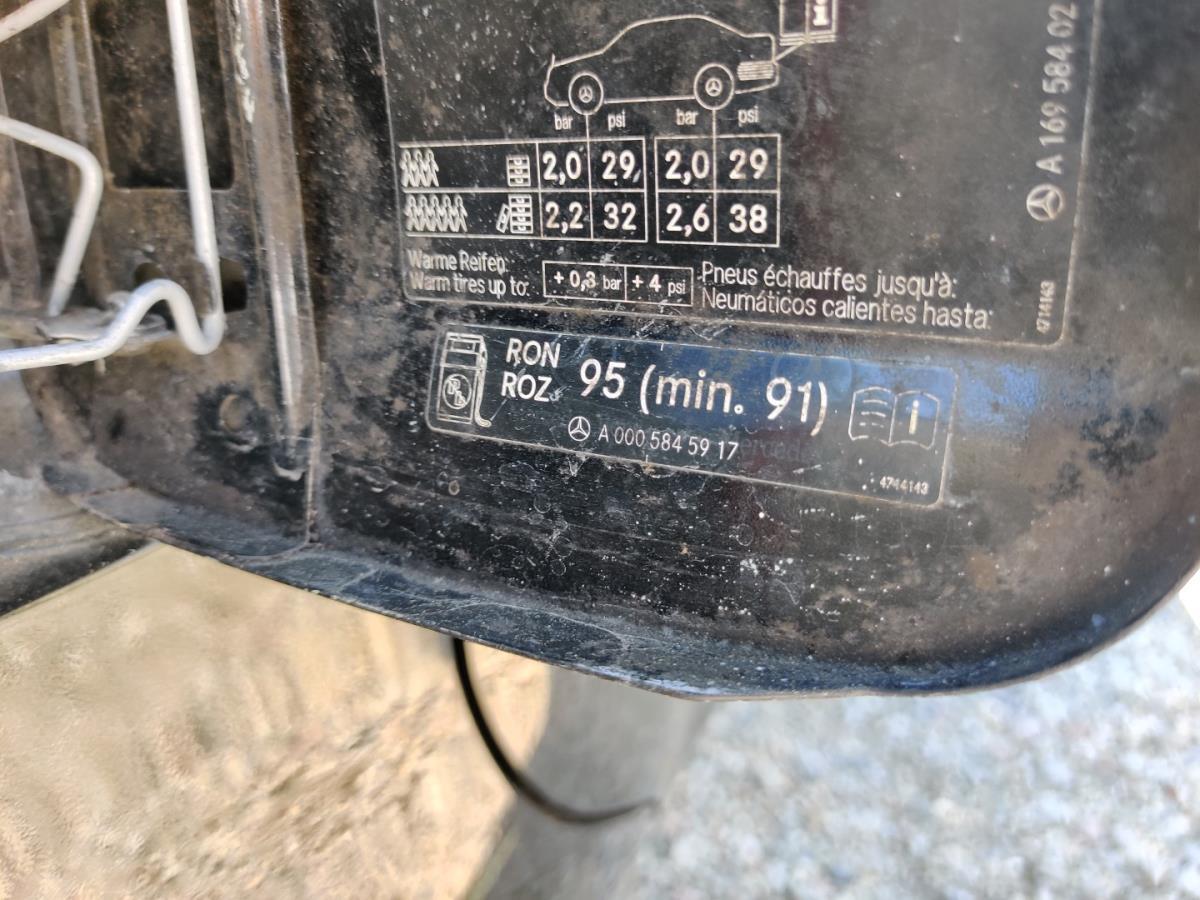 bar psi bar psi
2,0 29 2,0 29
2,2 32 2,6 38
Warme Reifen:
Warm tires up to:
+ 0,3 bar + 4 psi
Pneus échauffes jusqu'à:
Neumáticos calientes hasta:
4714143
A 169 584 02
RON
ROZ
95 (min. 91)
A 000 584 59 17
4744143